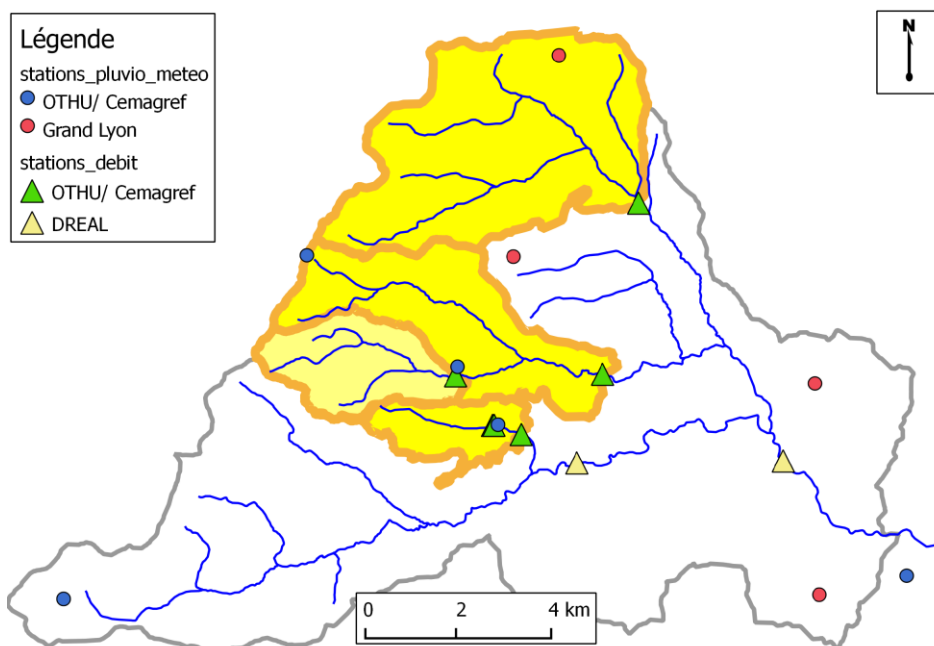 Légende
stations_pluvio_meteo
OTHU/ Cemagref
Grand Lyon
stations_debit
OTHU/ Cemagref
DREAL
N
0 2 4 km